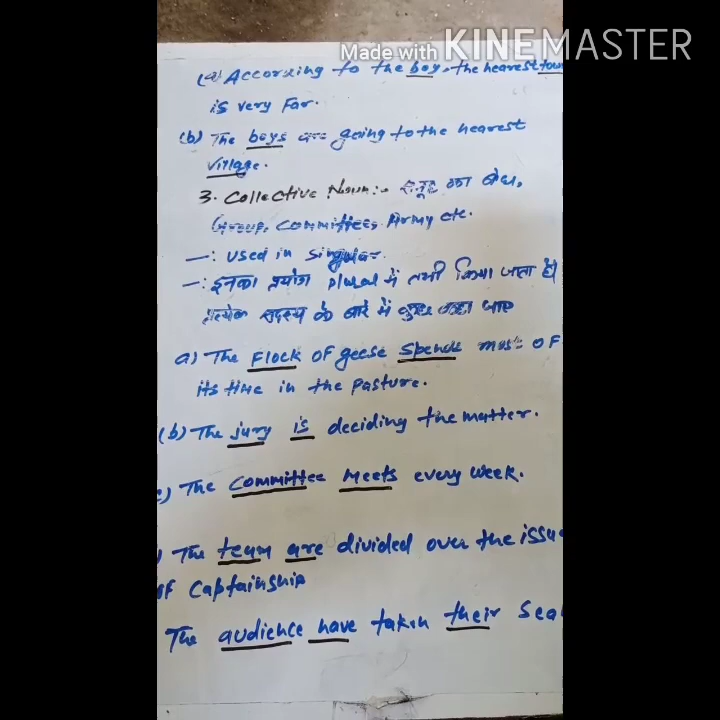 Made with KINEMASTER
(a) According to the boy, the nearest town
is very far.
(b) The boys are going to the nearest
village.
3. Collective Noun:- समूह का बोध,
Group, Committee, Army etc.
—: Used in Singular.
—: इनका प्रयोग plural में तभी किया जाता है।
प्रत्येक सदस्य के बारे में कुछ कहा जाए
a) The Flock of geese Spends most of
its time in the pasture.
(b) The jury is deciding the matter.
c) The committee meets every week.
) The team are divided over the issue
of Captainship
The audience have taken their Sea